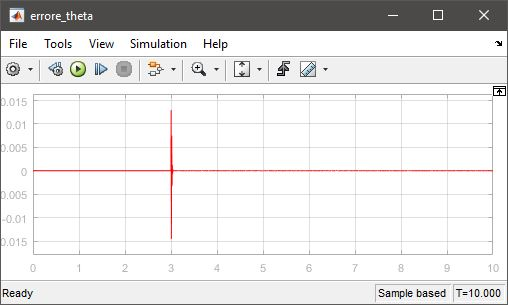 errore_theta
File Tools View Simulation Help
0.015
0.01
0.005
0
0.005
-0.01
0.015
0 1 2 3 4 5 6 7 8 9 10
Ready Sample based T=10.000